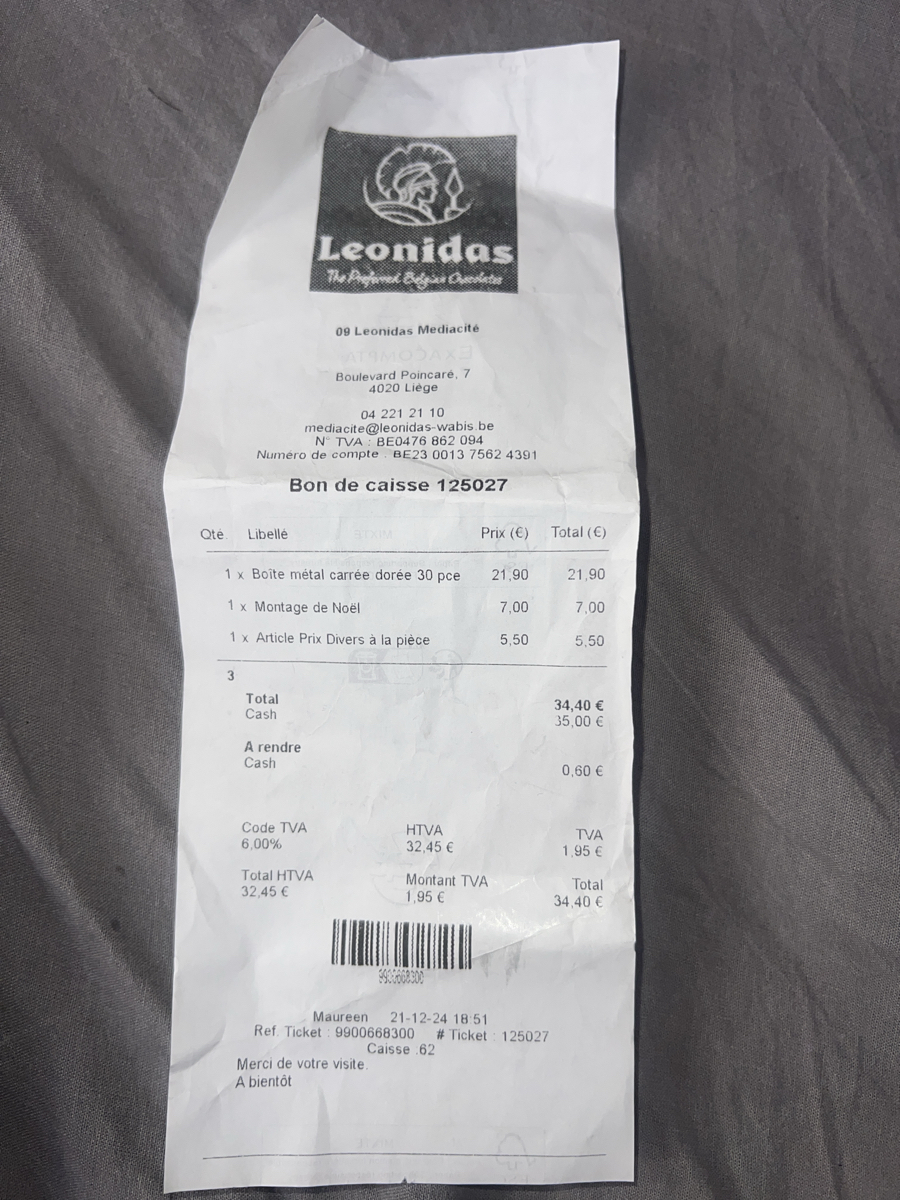 Leonidas
The Preferred Belgian Chocolates
09 Leonidas Mediacité
EXACOMPTA
Boulevard Poincaré, 7
4020 Liège
04 221 21 10
mediacite@leonidas-wabis.be
N° TVA : BE0476 862 094
Numéro de compte : BE23 0013 7562 4391
Bon de caisse 125027
MIXTE
Qté. Libellé Prix (€) Total (€)
1 x Boîte métal carrée dorée 30 pce 21,90 21,90
1 x Montage de Noël 7,00 7,00
1 x Article Prix Divers à la pièce 5,50 5,50
3
Total 34,40 €
Cash 35,00 €
A rendre
Cash 0,60 €
Code TVA HTVA TVA
6,00% 32,45 € 1,95 €
Total HTVA Montant TVA Total
32,45 € 1,95 € 34,40 €
9900668300
Maureen 21-12-24 18:51
Ref. Ticket : 9900668300 # Ticket : 125027
Caisse :62
Merci de votre visite.
A bientôt
MIXTE